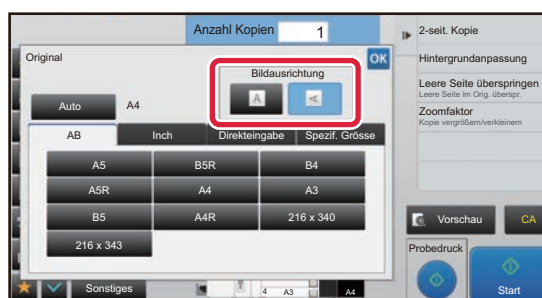 Anzahl Kopien 1
Original
OK
Bildausrichtung
A A
Auto A4
AB Inch Direkteingabe Spezif. Grösse
A5 B5R B4
A5R A4 A3
B5 A4R 216 x 340
216 x 343
Sonstiges
4 A3 A4
2-seit. Kopie
Hintergrundanpassung
Leere Seite überspringen
Leere Seite im Orig. überspr.
Zoomfaktor
Kopie vergrößern/verkleinern
Vorschau CA
Probedruck
Start